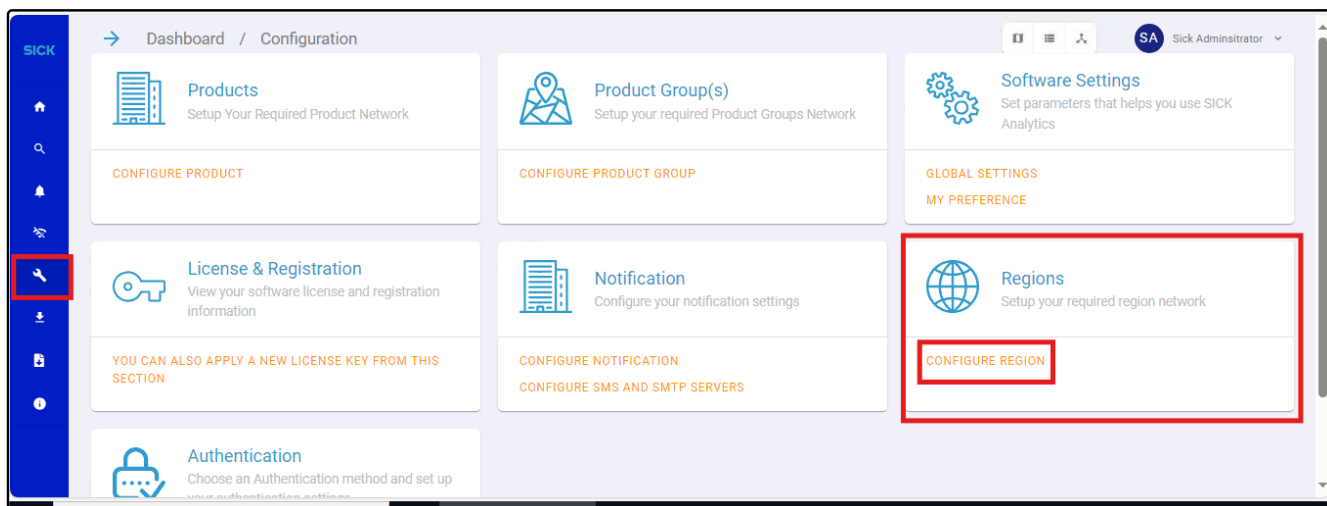 SICK
Dashboard / Configuration
SA Sick Adminsitrator
Products
Setup Your Required Product Network
CONFIGURE PRODUCT
Product Group(s)
Setup your required Product Groups Network
CONFIGURE PRODUCT GROUP
Software Settings
Set parameters that helps you use SICK
Analytics
GLOBAL SETTINGS
MY PREFERENCE
License & Registration
View your software license and registration
information
YOU CAN ALSO APPLY A NEW LICENSE KEY FROM THIS
SECTION
Notification
Configure your notification settings
CONFIGURE NOTIFICATION
CONFIGURE SMS AND SMTP SERVERS
Regions
Setup your required region network
CONFIGURE REGION
Authentication
Choose an Authentication method and set up
your authentication settings